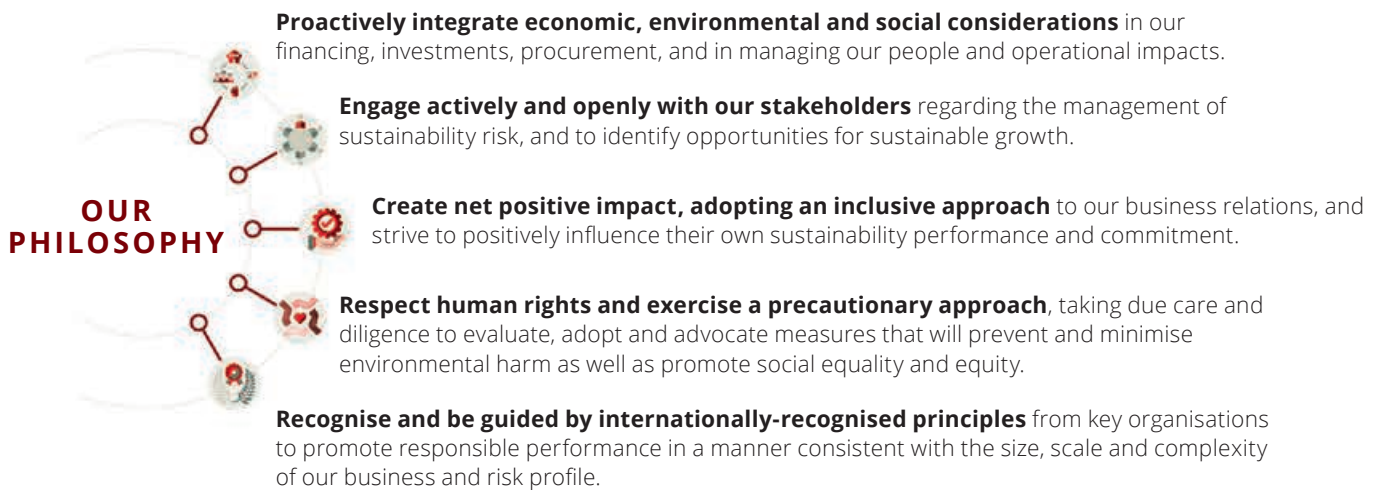 Proactively integrate economic, environmental and social considerations in our
financing, investments, procurement, and in managing our people and operational impacts.
Engage actively and openly with our stakeholders regarding the management of
sustainability risk, and to identify opportunities for sustainable growth.
OUR
PHILOSOPHY
Create net positive impact, adopting an inclusive approach to our business relations, and
strive to positively influence their own sustainability performance and commitment.
Respect human rights and exercise a precautionary approach, taking due care and
diligence to evaluate, adopt and advocate measures that will prevent and minimise
environmental harm as well as promote social equality and equity.
Recognise and be guided by internationally-recognised principles from key organisations
to promote responsible performance in a manner consistent with the size, scale and complexity
of our business and risk profile.